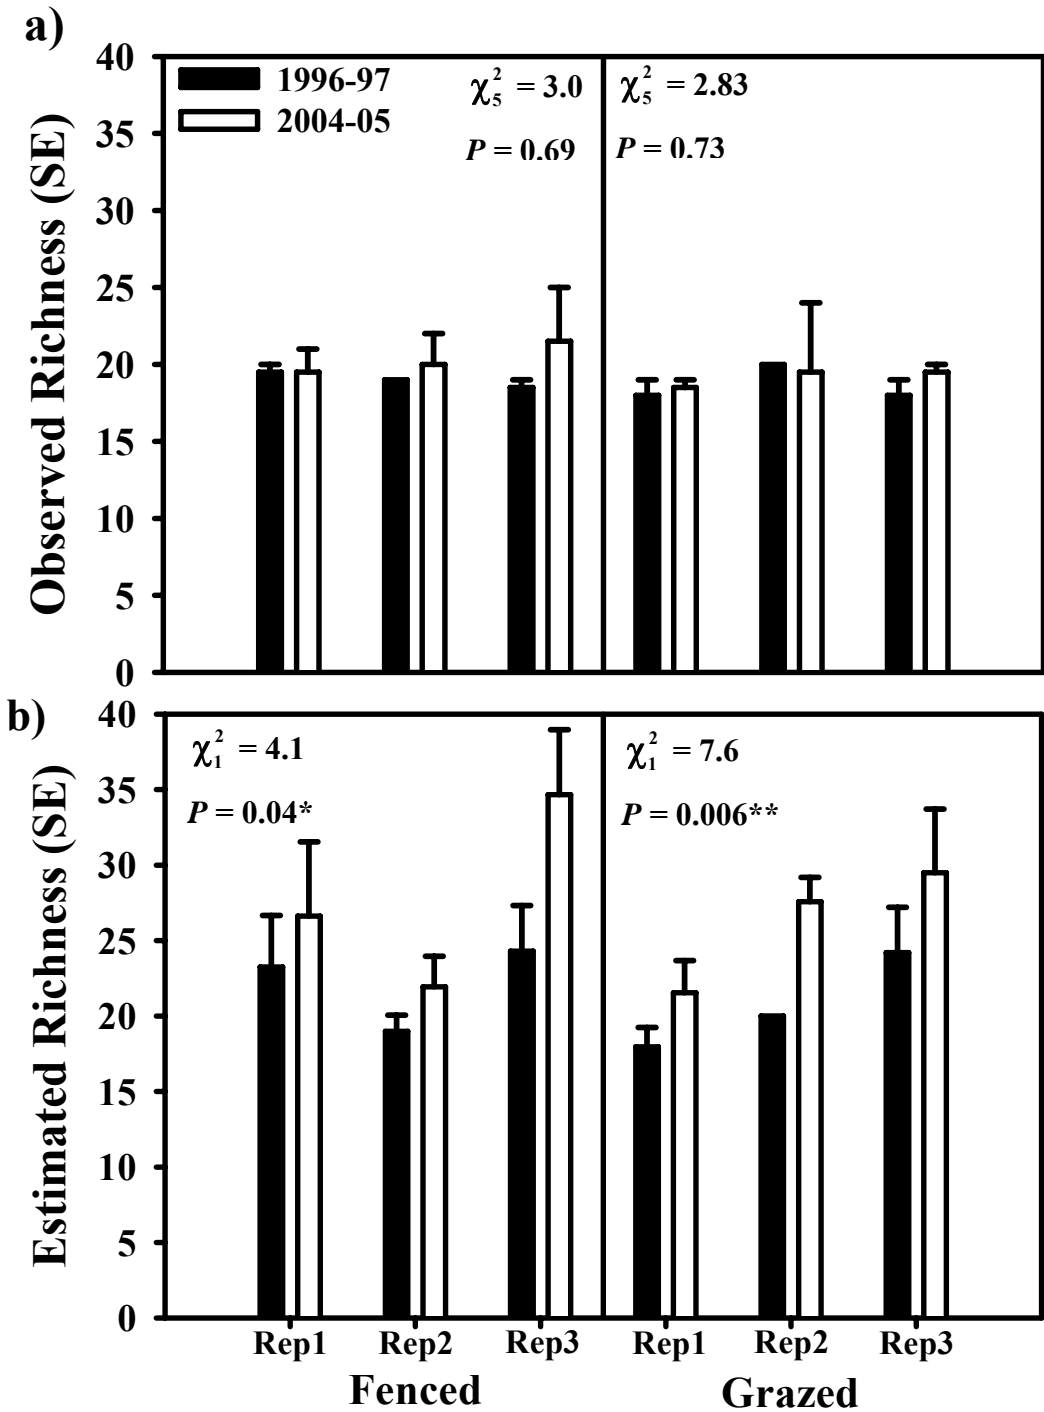 a)
Observed Richness (SE)
40
35
30
25
20
15
10
5
0
1996-97
2004-05
χ²₅ = 3.0
P = 0.69
χ²₅ = 2.83
P = 0.73
b)
Estimated Richness (SE)
40
35
30
25
20
15
10
5
0
χ²₁ = 4.1
P = 0.04*
χ²₁ = 7.6
P = 0.006**
Rep1 Rep2 Rep3 Rep1 Rep2 Rep3
Fenced Grazed